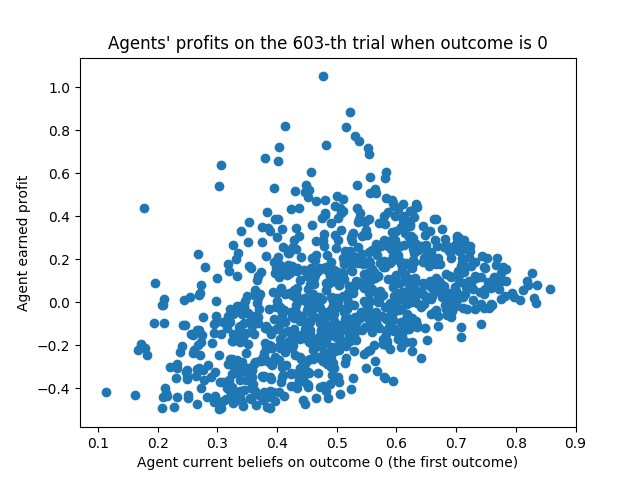 Agents' profits on the 603-th trial when outcome is 0
1.0
0.8
0.6
0.4
0.2
0.0
−0.2
−0.4
Agent earned profit
0.1 0.2 0.3 0.4 0.5 0.6 0.7 0.8 0.9
Agent current beliefs on outcome 0 (the first outcome)